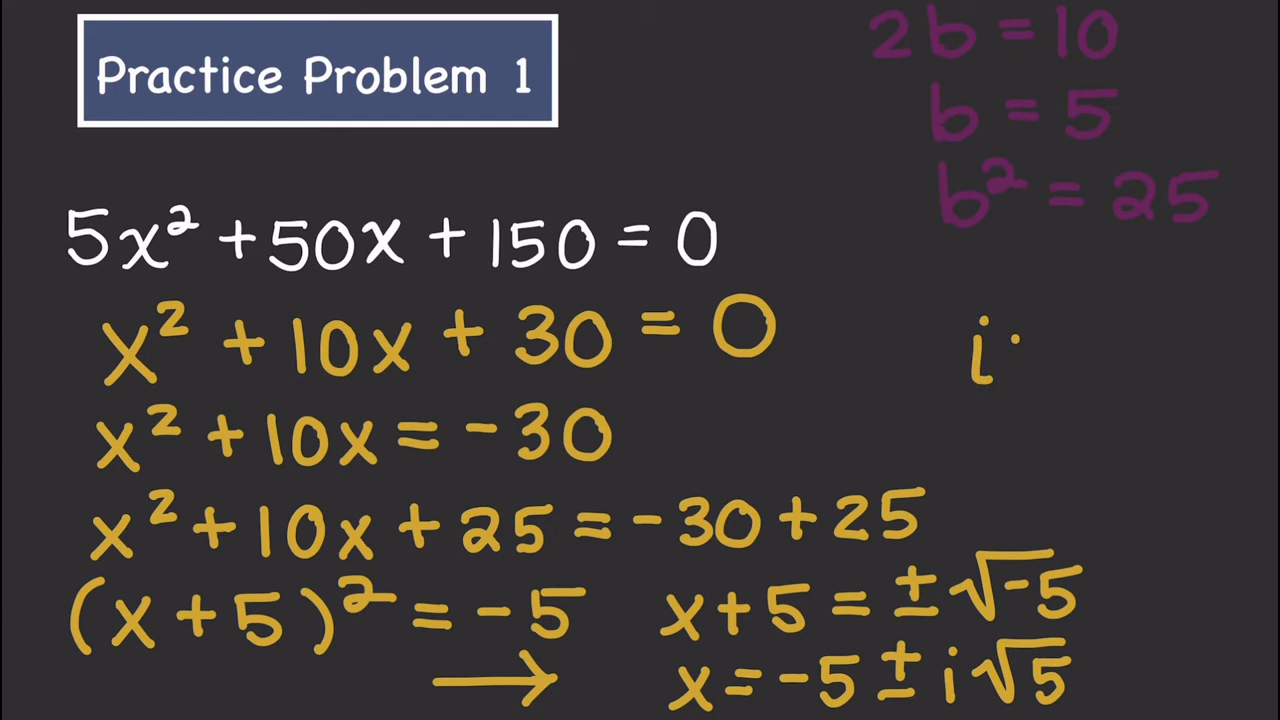 Practice Problem 1
2b = 10
b = 5
b² = 25
5x² + 50x + 150 = 0
x² + 10x + 30 = 0
i
x² + 10x = -30
x² + 10x + 25 = -30 + 25
(x + 5)² = -5
x + 5 = ± √-5
→ x = -5 ± i √5